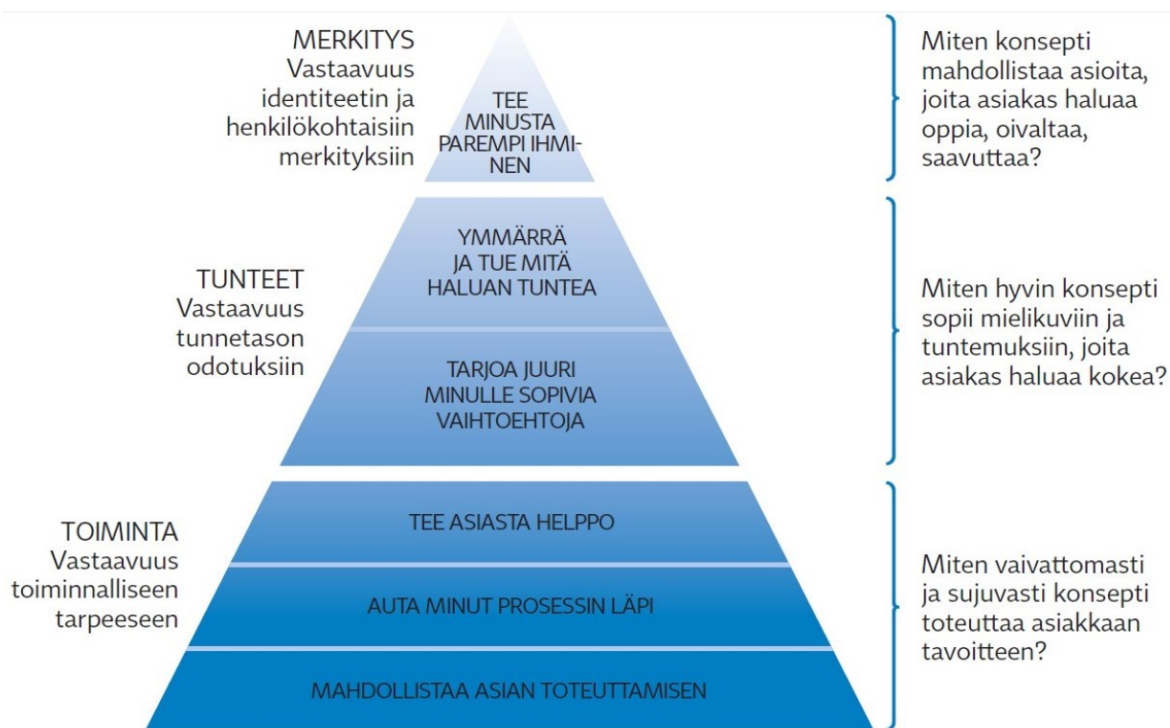 MERKITYS
Vastaavuus
identiteetin ja
henkilökohtaisiin
merkityksiin
TEE
MINUSTA
PAREMPI IHMI-
NEN
Miten konsepti
mahdollistaa asioita,
joita asiakas haluaa
oppia, oivaltaa,
saavuttaa?
TUNTEET
Vastaavuus
tunnetason
odotuksiin
YMMÄRRÄ
JA TUE MITÄ
HALUAN TUNTEA
TARJOA JUURI
MINULLE SOPIVIA
VAIHTOEHTOJA
Miten hyvin konsepti
sopii mielikuviin ja
tuntemuksiin, joita
asiakas haluaa kokea?
TOIMINTA
Vastaavuus
toiminnalliseen
tarpeeseen
TEE ASIASTA HELPPO
AUTA MINUT PROSESSIN LÄPI
MAHDOLLISTAA ASIAN TOTEUTTAMISEN
Miten vaivattomasti
ja sujuvasti konsepti
toteuttaa asiakkaan
tavoitteen?